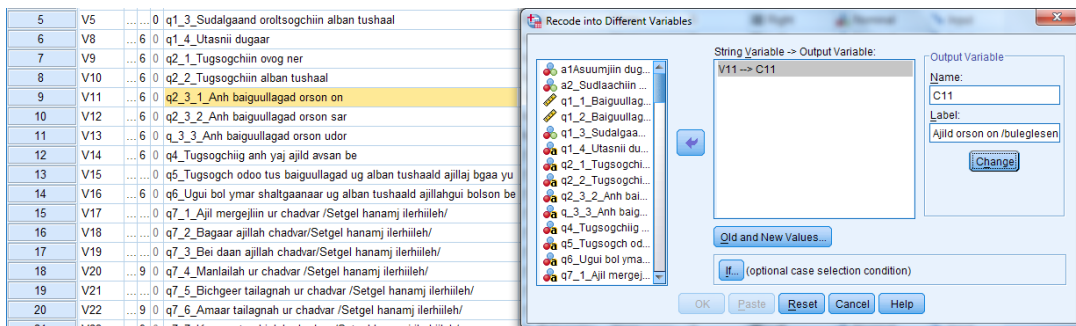 5 V5 ... ... 0 q1_3_Sudalgaand oroltsogchiin alban tushaal
6 V8 ... 6 0 q1_4_Utasnii dugaar
7 V9 ... 6 0 q2_1_Tugsogchiin ovog ner
8 V10 ... 6 0 q2_2_Tugsogchiin alban tushaal
9 V11 ... 6 0 q2_3_1_Anh baiguullagad orson on
10 V12 ... 6 0 q2_3_2_Anh baiguullagad orson sar
11 V13 ... 6 0 q_3_3_Anh baiguullagad orson udor
12 V14 ... 6 0 q4_Tugsogchiig anh yaj ajild avsan be
13 V15 ... ... 0 q5_Tugsogch odoo tus baiguullagad ug alban tushaald ajillaj bgaa yu
14 V16 ... 6 0 q6_Ugui bol ymar shaltgaanaar ug alban tushaald ajillahgui bolson be
15 V17 ... ... 0 q7_1_Ajil mergejliin ur chadvar /Setgel hanamj ilerhiileh/
16 V18 ... ... 0 q7_2_Bagaar ajillah chadvar /Setgel hanamj ilerhiileh/
17 V19 ... ... 0 q7_3_Bei daan ajillah chadvar/Setgel hanamj ilerhiileh/
18 V20 ... 9 0 q7_4_Manlailah ur chadvar /Setgel hanamj ilerhiileh/
19 V21 ... ... 0 q7_5_Bichgeer tailagnah ur chadvar /Setgel hanamj ilerhiileh/
20 V22 ... 9 0 q7_6_Amaar tailagnah ur chadvar /Setgel hanamj ilerhiileh/
Recode into Different Variables
a1Asuumjiin dug...
a2_Sudlaachiin ...
q1_1_Baiguullag...
q1_2_Baiguullag...
q1_3_Sudalgaa...
q1_4_Utasnii du...
q2_1_Tugsogchi...
q2_2_Tugsogchi...
q2_3_2_Anh bai...
q_3_3_Anh baig...
q4_Tugsogchiig ...
q5_Tugsogch od...
q6_Ugui bol yma...
q7_1_Ajil mergej...
String Variable -> Output Variable:
V11 --> C11
Output Variable
Name:
C11
Label:
Ajild orson on /buleglesen
Change
Old and New Values...
If... (optional case selection condition)
OK Paste Reset Cancel Help